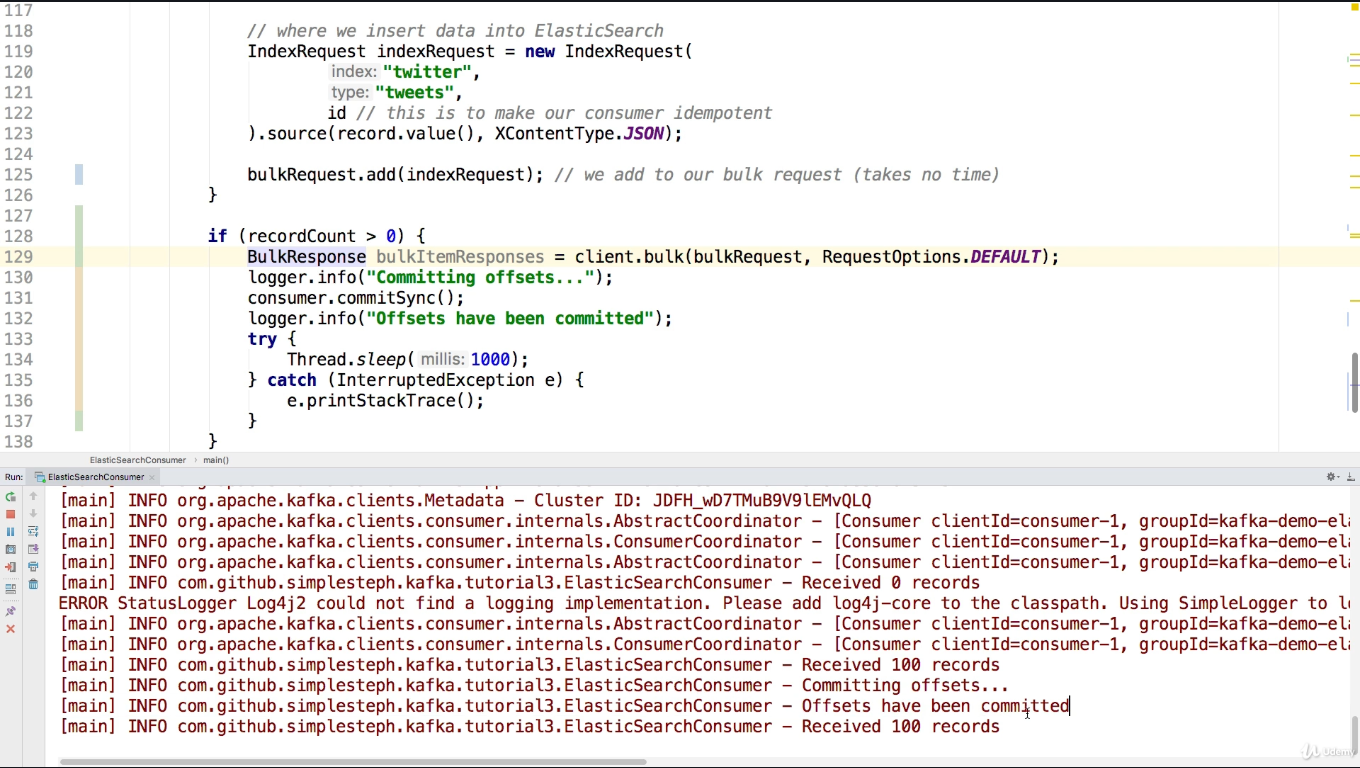 117
118 // where we insert data into ElasticSearch
119 IndexRequest indexRequest = new IndexRequest(
120 index: "twitter",
121 type: "tweets",
122 id // this is to make our consumer idempotent
123 ).source(record.value(), XContentType.JSON);
124
125 bulkRequest.add(indexRequest); // we add to our bulk request (takes no time)
126 }
127
128 if (recordCount > 0) {
129 BulkResponse bulkItemResponses = client.bulk(bulkRequest, RequestOptions.DEFAULT);
130 logger.info("Committing offsets...");
131 consumer.commitSync();
132 logger.info("Offsets have been committed");
133 try {
134 Thread.sleep( millis: 1000);
135 } catch (InterruptedException e) {
136 e.printStackTrace();
137 }
138 }
ElasticSearchConsumer › main()
Run: ElasticSearchConsumer ×
[main] INFO org.apache.kafka.clients.Metadata - Cluster ID: JDFH_wD7TMuB9V9lEMvQLQ
[main] INFO org.apache.kafka.clients.consumer.internals.AbstractCoordinator - [Consumer clientId=consumer-1, groupId=kafka-demo-ela
[main] INFO org.apache.kafka.clients.consumer.internals.ConsumerCoordinator - [Consumer clientId=consumer-1, groupId=kafka-demo-ela
[main] INFO org.apache.kafka.clients.consumer.internals.AbstractCoordinator - [Consumer clientId=consumer-1, groupId=kafka-demo-ela
[main] INFO com.github.simplesteph.kafka.tutorial3.ElasticSearchConsumer - Received 0 records
ERROR StatusLogger Log4j2 could not find a logging implementation. Please add log4j-core to the classpath. Using SimpleLogger to lo
[main] INFO org.apache.kafka.clients.consumer.internals.AbstractCoordinator - [Consumer clientId=consumer-1, groupId=kafka-demo-ela
[main] INFO org.apache.kafka.clients.consumer.internals.ConsumerCoordinator - [Consumer clientId=consumer-1, groupId=kafka-demo-ela
[main] INFO com.github.simplesteph.kafka.tutorial3.ElasticSearchConsumer - Received 100 records
[main] INFO com.github.simplesteph.kafka.tutorial3.ElasticSearchConsumer - Committing offsets...
[main] INFO com.github.simplesteph.kafka.tutorial3.ElasticSearchConsumer - Offsets have been committed
[main] INFO com.github.simplesteph.kafka.tutorial3.ElasticSearchConsumer - Received 100 records
Udemy